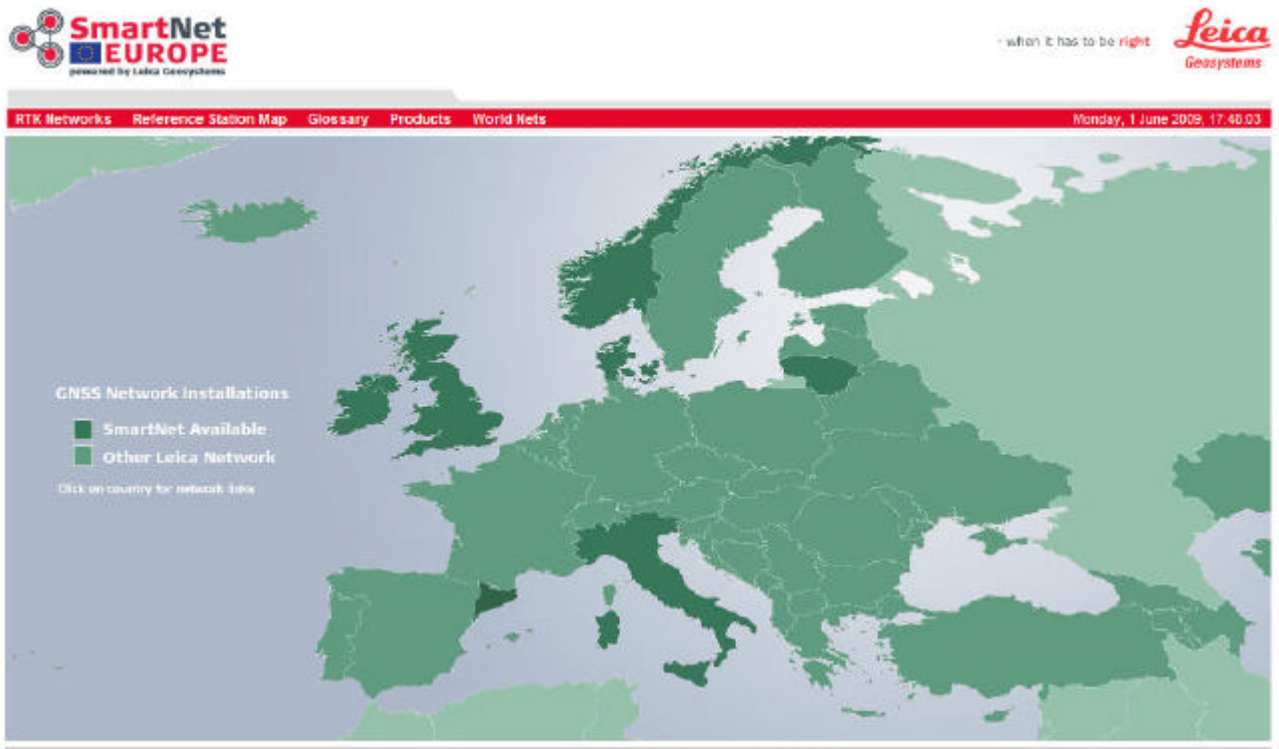 SmartNet
EUROPE
powered by Leica Geosystems
- when it has to be right
Leica
Geosystems
RTK Networks Reference Station Map Glossary Products World Nets Monday, 1 June 2009, 17:48:03
GNSS Network Installations
SmartNet Available
Other Leica Network
Click on country for network links